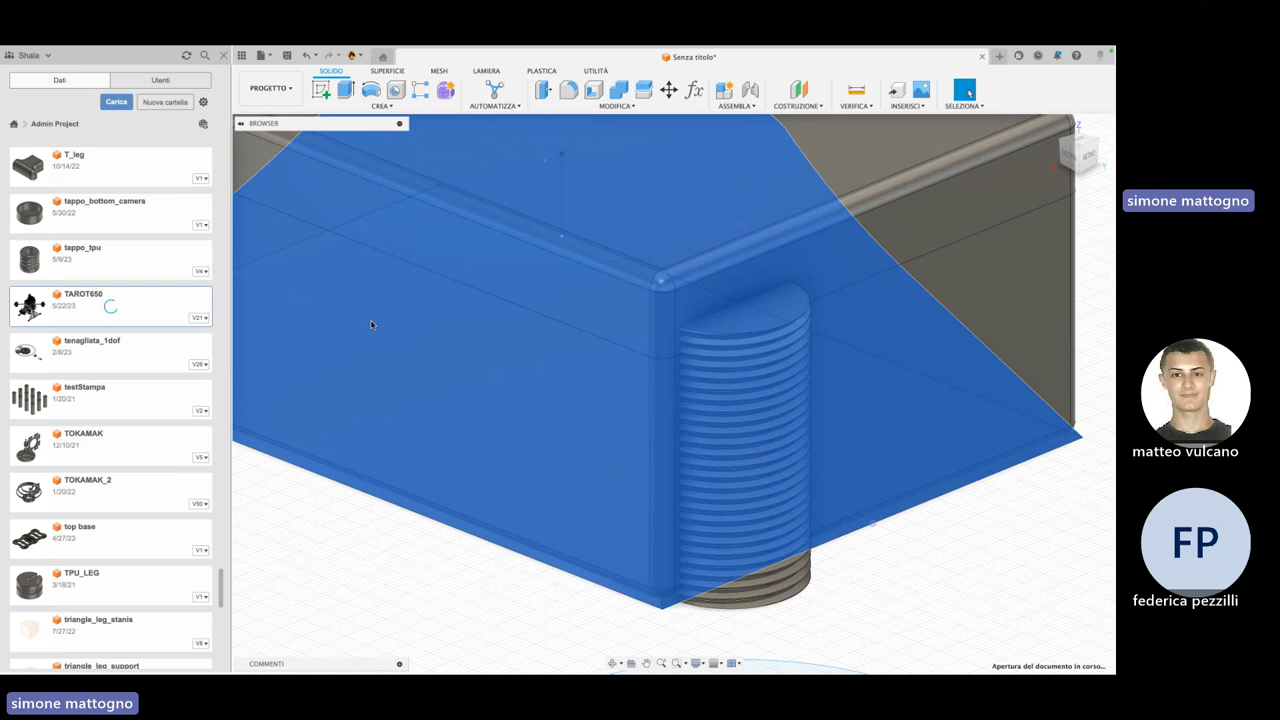 Shala
Dati
Utenti
Carica
Nuova cartella
Admin Project
T_leg
10/14/22
V1
tappo_bottom_camera
5/30/22
V1
tappo_tpu
5/9/23
V4
TAROT650
5/22/23
V21
tenagliata_1dof
2/8/23
V26
testStampa
1/20/21
V2
TOKAMAK
12/10/21
V5
TOKAMAK_2
1/20/22
V50
top base
4/27/23
V1
TPU_LEG
3/18/21
V1
triangle_leg_stanis
7/27/22
V8
triangle_leg_support
Senza titolo*
SOLIDO
SUPERFICIE
MESH
LAMIERA
PLASTICA
UTILITÀ
PROGETTO
CREA
AUTOMATIZZA
MODIFICA
ASSEMBLA
COSTRUZIONE
VERIFICA
INSERISCI
SELEZIONA
BROWSER
Z
COMMENTI
Apertura del documento in corso...
simone mattogno
matteo vulcano
FP
federica pezzilli
simone mattogno